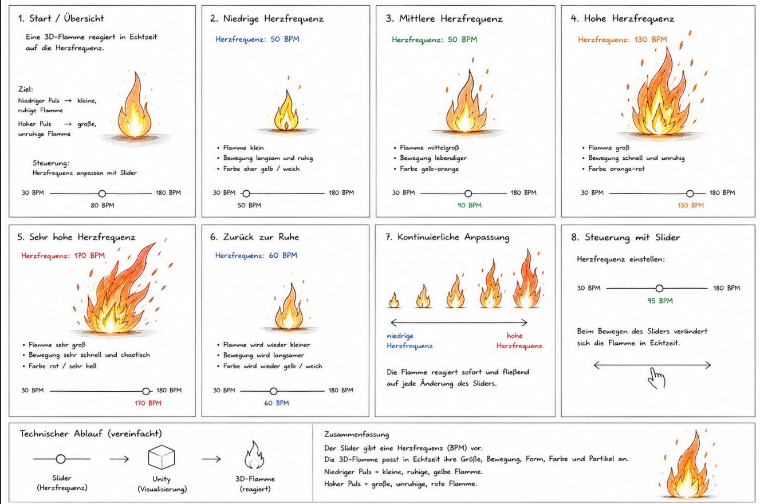 1. Start / Übersicht
Eine 3D-Flamme reagiert in Echtzeit
auf die Herzfrequenz.
Ziel:
Niedriger Puls → kleine,
ruhige Flamme
Hoher Puls → große,
unruhige Flamme
Steuerung:
Herzfrequenz anpassen mit Slider
30 BPM 180 BPM
80 BPM
2. Niedrige Herzfrequenz
Herzfrequenz: 50 BPM
• Flamme klein
• Bewegung langsam und ruhig
• Farbe eher gelb / weich
30 BPM 180 BPM
50 BPM
3. Mittlere Herzfrequenz
Herzfrequenz: 50 BPM
• Flamme mittelgroß
• Bewegung lebendiger
• Farbe gelb-orange
30 BPM 180 BPM
90 BPM
4. Hohe Herzfrequenz
Herzfrequenz: 130 BPM
• Flamme groß
• Bewegung schnell und unruhig
• Farbe orange-rot
30 BPM 180 BPM
130 BPM
5. Sehr hohe Herzfrequenz
Herzfrequenz: 170 BPM
• Flamme sehr groß
• Bewegung sehr schnell und chaotisch
• Farbe rot / sehr hell
30 BPM 180 BPM
170 BPM
6. Zurück zur Ruhe
Herzfrequenz: 60 BPM
• Flamme wird wieder kleiner
• Bewegung wird langsamer
• Farbe wird wieder gelb / weich
30 BPM 180 BPM
60 BPM
7. Kontinuierliche Anpassung
niedrige hohe
Herzfrequenz Herzfrequenz
Die Flamme reagiert sofort und fließend
auf jede Änderung des Sliders.
8. Steuerung mit Slider
Herzfrequenz einstellen:
30 BPM 180 BPM
95 BPM
Beim Bewegen des Sliders verändert
sich die Flamme in Echtzeit.
Technischer Ablauf (vereinfacht)
Slider Unity 3D-Flamme
(Herzfrequenz) (Visualisierung) (reagiert)
Zusammenfassung
Der Slider gibt eine Herzfrequenz (BPM) vor.
Die 3D-Flamme passt in Echtzeit ihre Größe, Bewegung, Form, Farbe und Partikel an.
Niedriger Puls = kleine, ruhige, gelbe Flamme.
Hoher Puls = große, unruhige, rote Flamme.